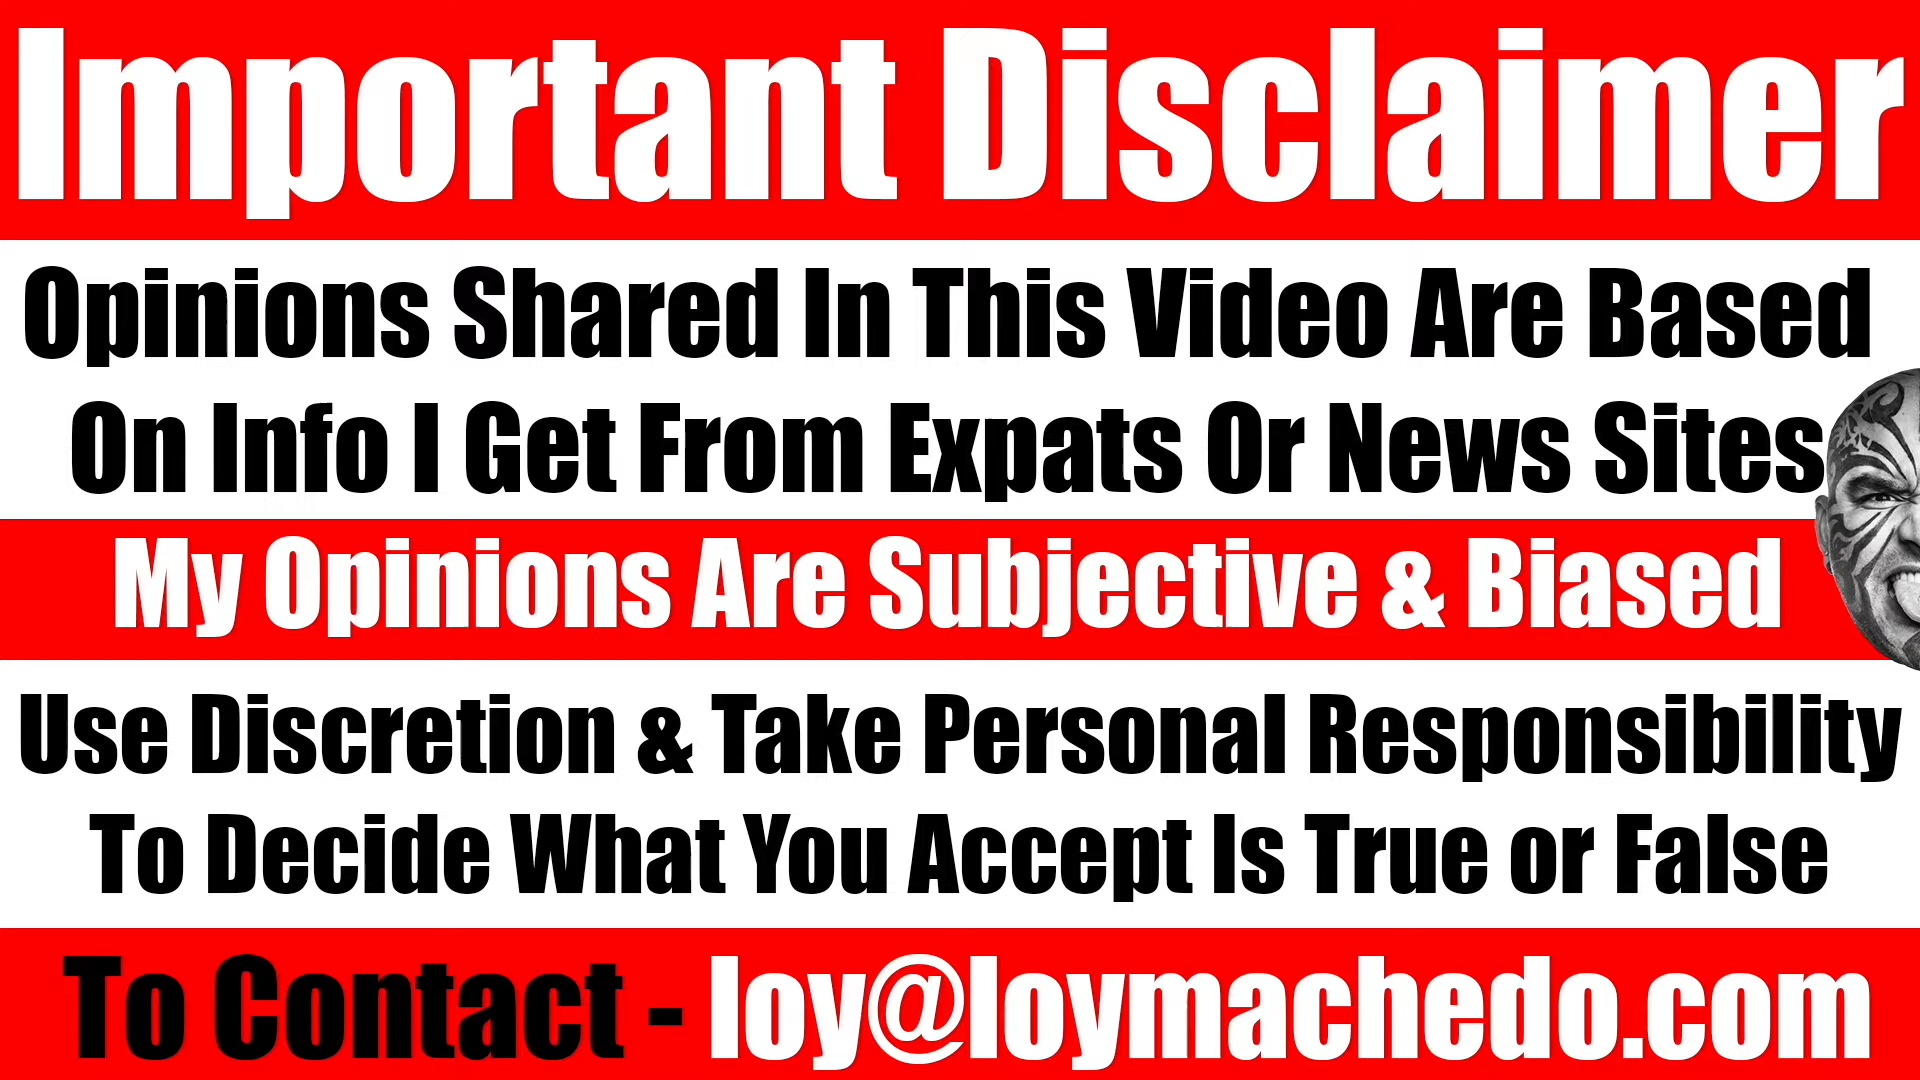 Important Disclaimer
Opinions Shared In This Video Are Based
On Info I Get From Expats Or News Sites
My Opinions Are Subjective & Biased
Use Discretion & Take Personal Responsibility
To Decide What You Accept Is True or False
To Contact - loy@loymachedo.com